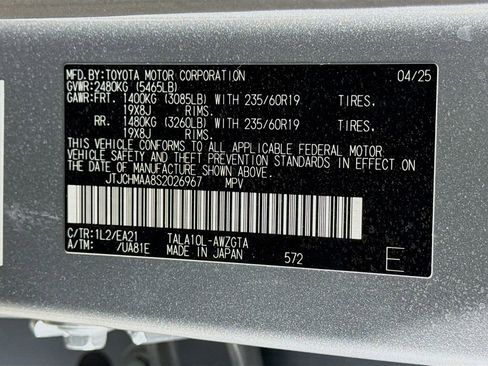 MFD.BY:TOYOTA MOTOR CORPORATION 04/25
GVWR:2480KG (5465LB)
GAWR:FRT. 1400KG (3085LB) WITH 235/60R19 TIRES.
19X8J RIMS.
RR. 1480KG (3260LB) WITH 235/60R19 TIRES.
19X8J RIMS.
THIS VEHICLE CONFORMS TO ALL APPLICABLE FEDERAL MOTOR
VEHICLE SAFETY AND THEFT PREVENTION STANDARDS IN EFFECT ON
THE DATE OF MANUFACTURE SHOWN ABOVE.
JTJCHMAA8S2026967 MPV
C/TR:1L2/EA21 TALA10L-AWZGTA
A/TM: /UA81E MADE IN JAPAN 572 E